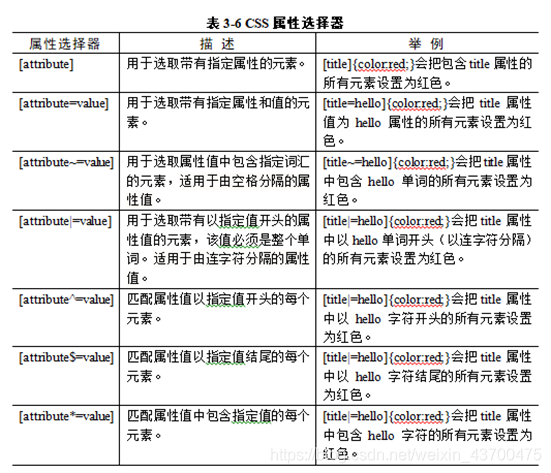 表 3-6 CSS 属性选择器
属性选择器 描 述 举 例
[attribute] 用于选取带有指定属性的元素。 [title]{color:red;}会把包含 title 属性的
所有元素设置为红色。
[attribute=value] 用于选取带有指定属性和值的元 [title=hello]{color:red;}会把 title 属性
素。 值为 hello 属性的所有元素设置为红
色。
[attribute~=value] 用于选取属性值中包含指定词汇 [title~=hello]{color:red;}会把 title 属性
的元素，适用于由空格分隔的属 中包含 hello 单词的所有元素设置为
性值。 红色。
[attribute|=value] 用于选取带有以指定值开头的属 [title|=hello]{color:red;}会把 title 属性
性值的元素，该值必须是整个单 中以 hello 单词开头（以连字符分隔）
词。适用于由连字符分隔的属性 的所有元素设置为红色。
值。
[attribute^=value] 匹配属性值以指定值开头的每个 [title|=hello]{color:red;}会把 title 属性
元素。 中以 hello 字符开头的所有元素设置
为红色。
[attribute$=value] 匹配属性值以指定值结尾的每个 [title|=hello]{color:red;}会把 title 属性
元素。 中以 hello 字符结尾的所有元素设置
为红色。
[attribute*=value] 匹配属性值中包含指定值的每个 [title|=hello]{color:red;}会把 title 属性
元素。 中包含 hello 字符的所有元素设置为
红色。
https://blog.csdn.net/weixin_43700475